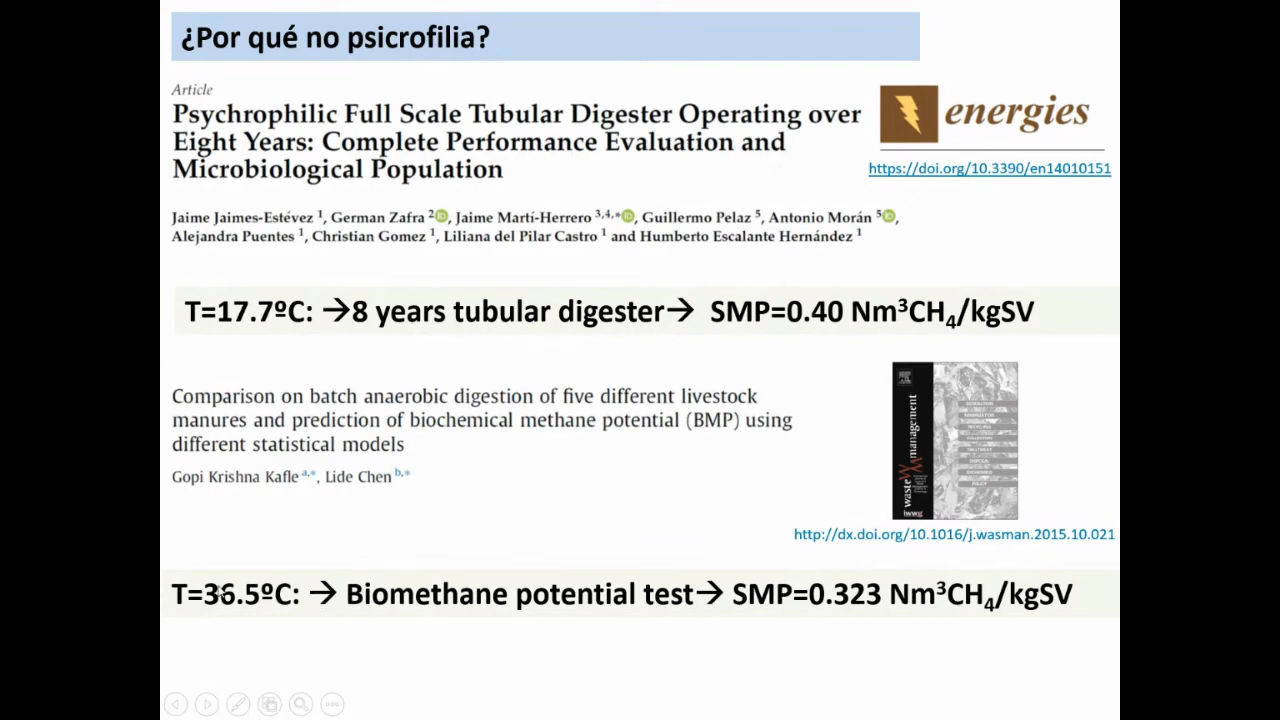 ¿Por qué no psicrofilia?
Article
Psychrophilic Full Scale Tubular Digester Operating over
Eight Years: Complete Performance Evaluation and
Microbiological Population
energies
https://doi.org/10.3390/en14010151
Jaime Jaimes-Estévez 1, German Zafra 2, Jaime Martí-Herrero 3,4,*, Guillermo Pelaz 5, Antonio Morán 5,
Alejandra Puentes 1, Christian Gomez 1, Liliana del Pilar Castro 1 and Humberto Escalante Hernández 1
T=17.7ºC: →8 years tubular digester→ SMP=0.40 Nm³CH₄/kgSV
Comparison on batch anaerobic digestion of five different livestock
manures and prediction of biochemical methane potential (BMP) using
different statistical models
Gopi Krishna Kafle a,*, Lide Chen b,*
waste management
iwwg
http://dx.doi.org/10.1016/j.wasman.2015.10.021
T=36.5ºC: → Biomethane potential test→ SMP=0.323 Nm³CH₄/kgSV